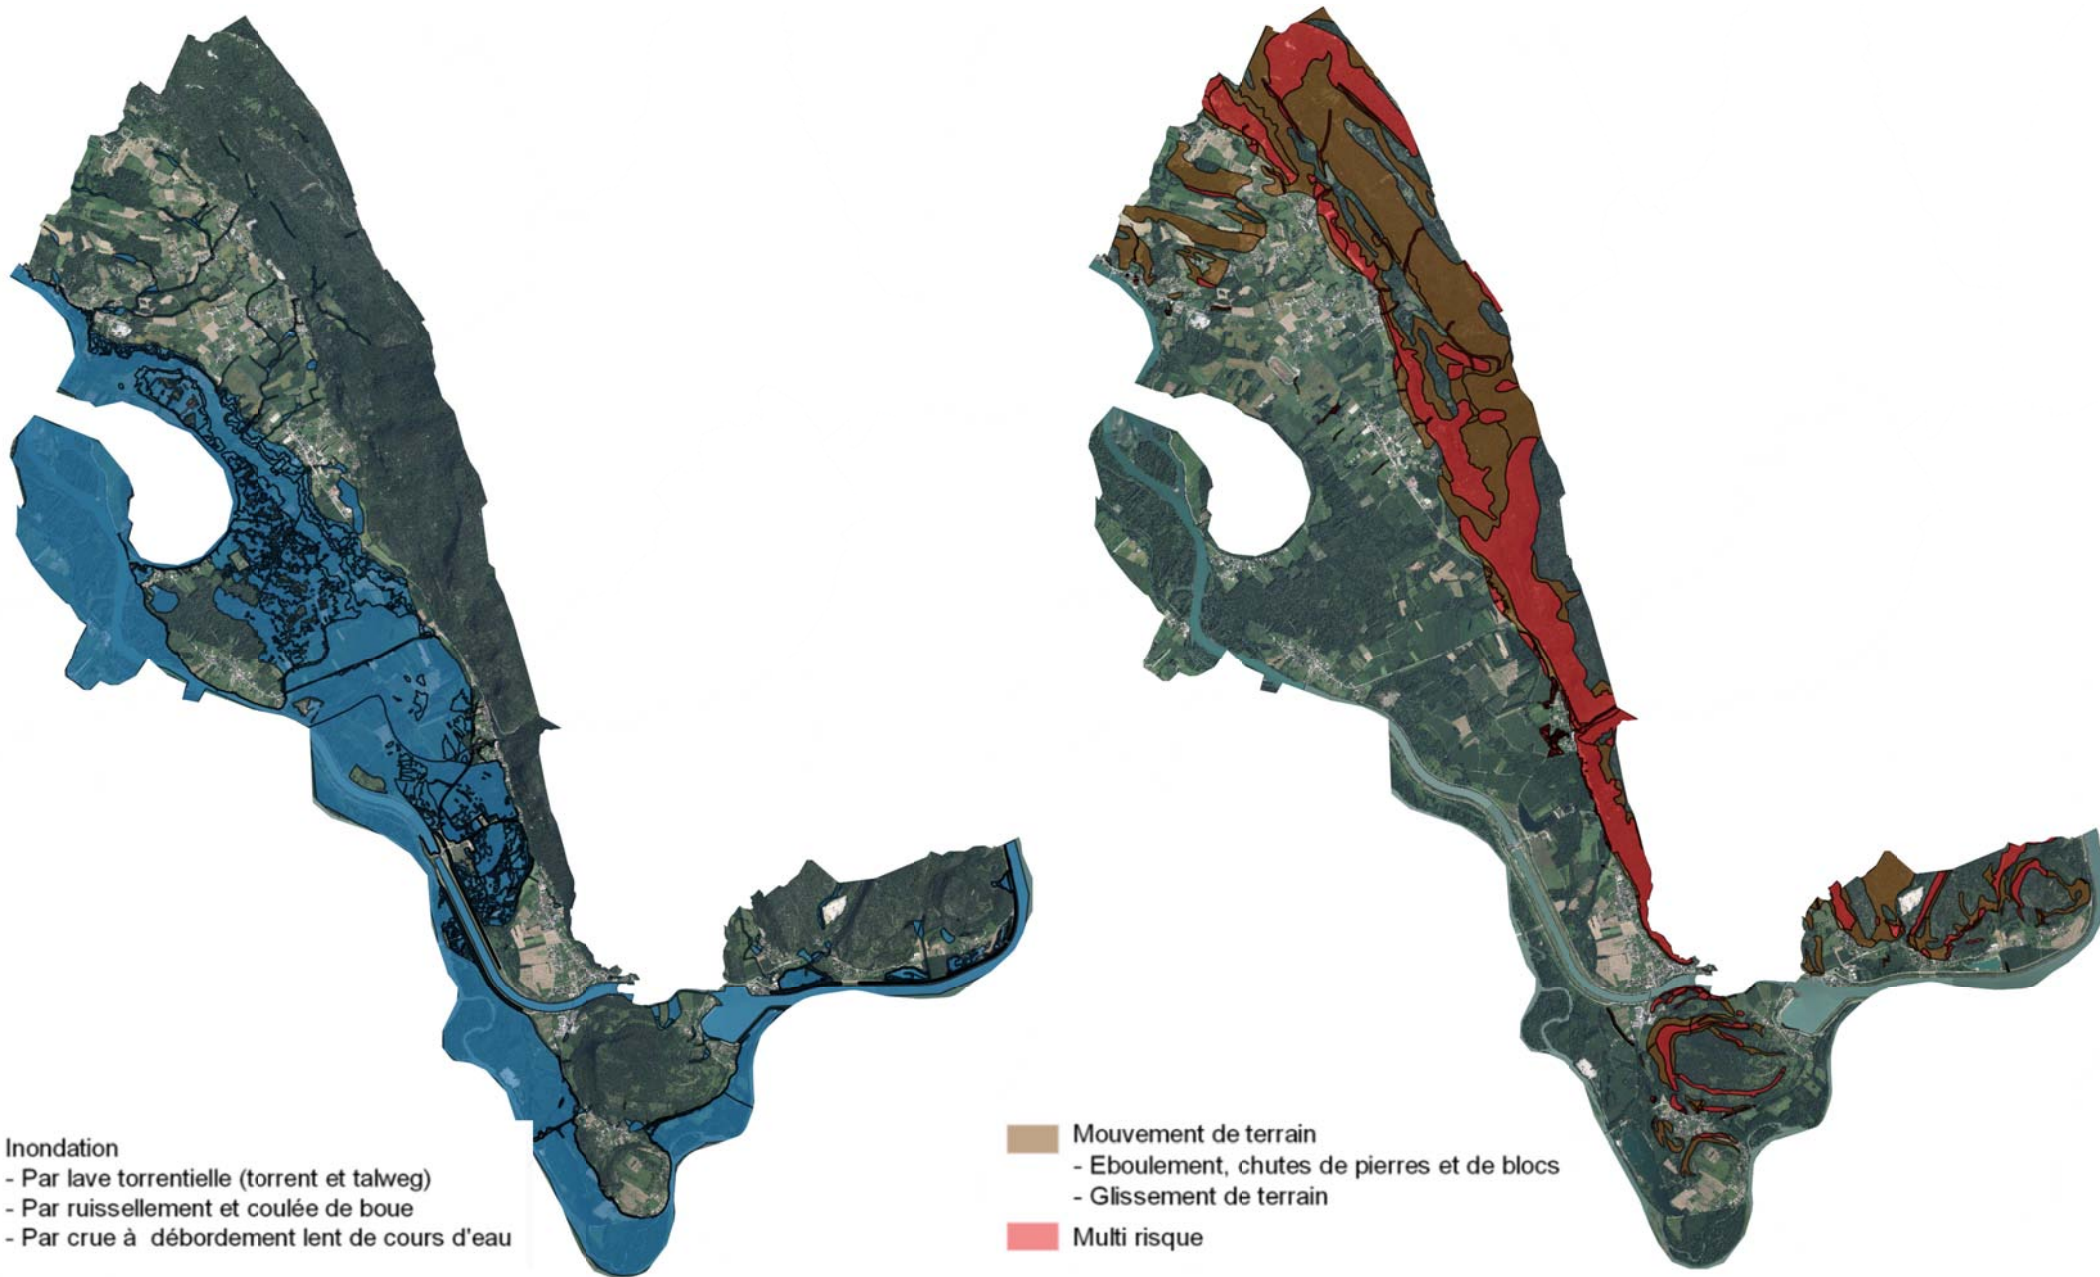 Inondation
- Par lave torrentielle (torrent et talweg)
- Par ruissellement et coulée de boue
- Par crue à débordement lent de cours d'eau
Mouvement de terrain
- Eboulement, chutes de pierres et de blocs
- Glissement de terrain
Multi risque